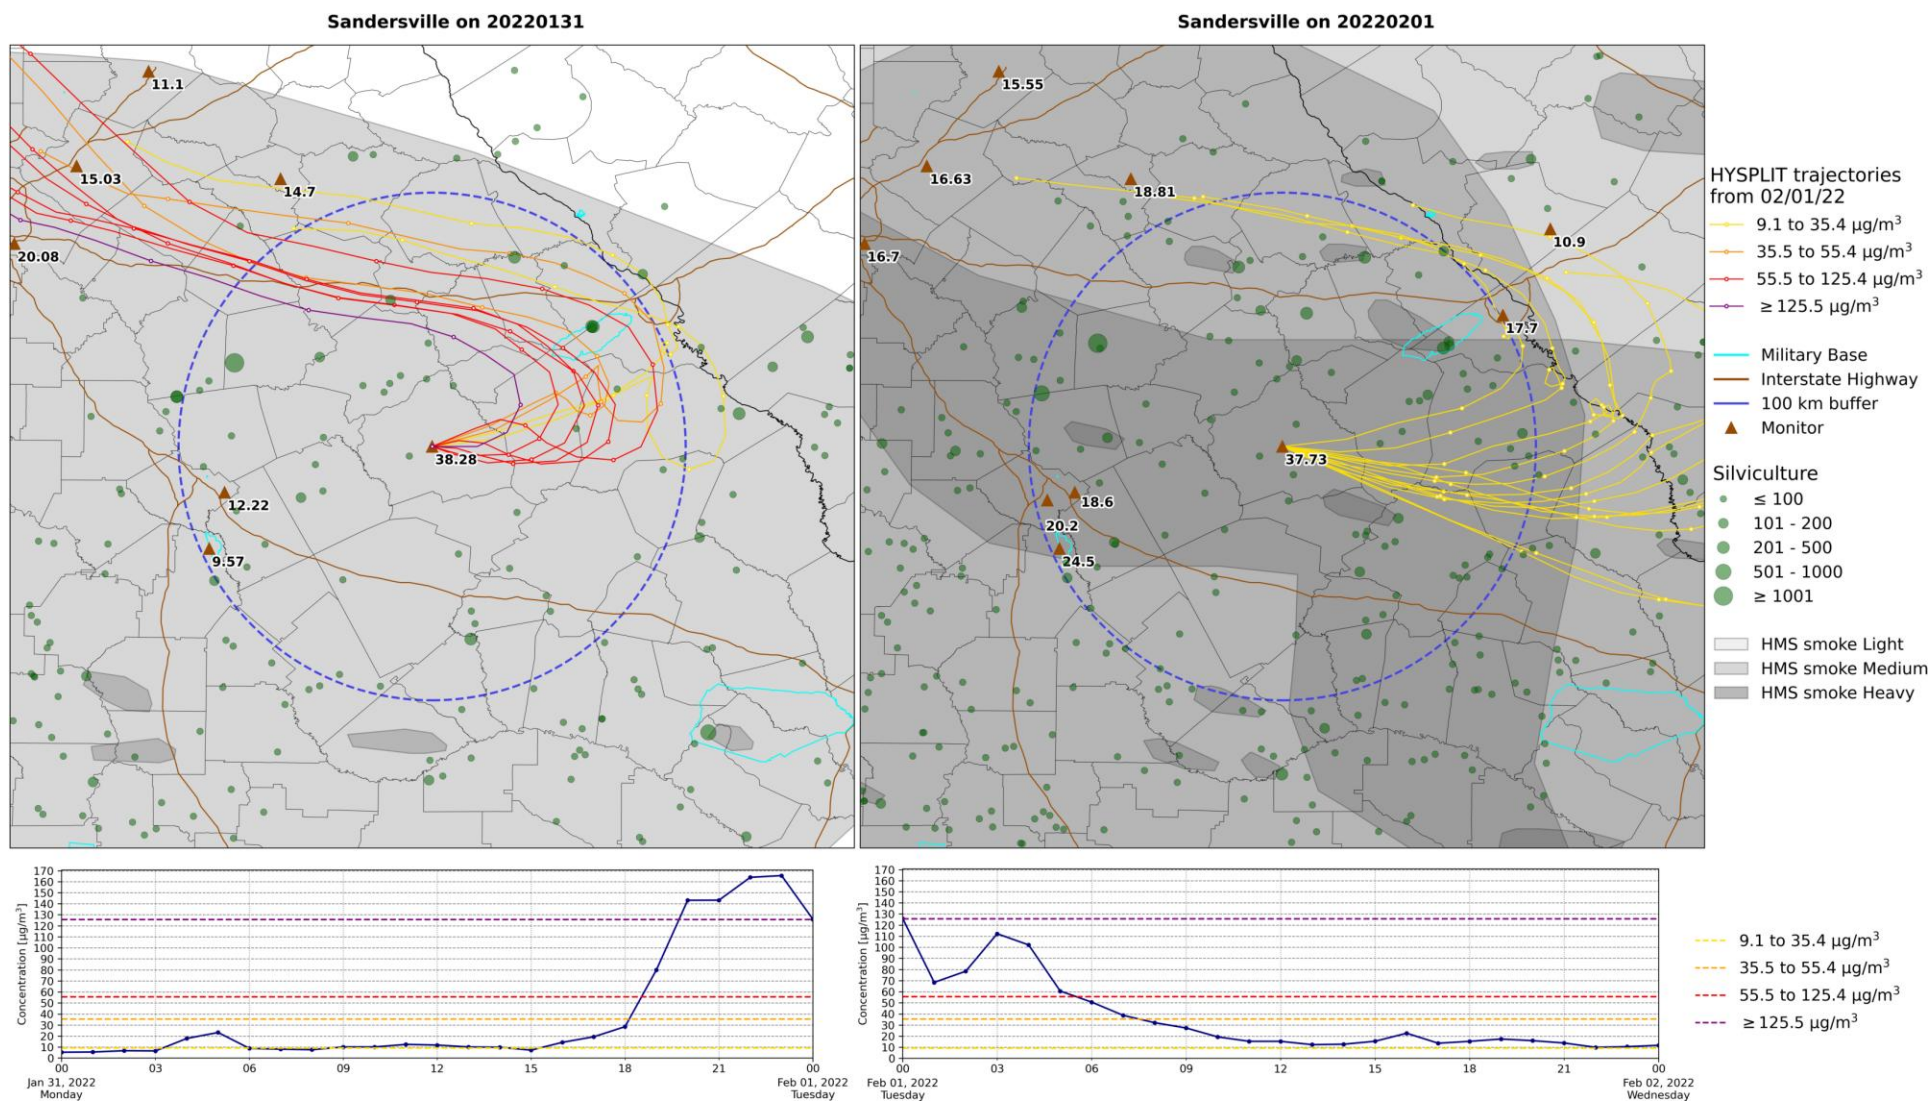 Sandersville on 20220131
11.1
15.03
14.7
20.08
38.28
12.22
9.57
Sandersville on 20220201
15.55
16.63
18.81
16.7
10.9
17.7
37.73
18.6
20.2
24.5
HYSPLIT trajectories
from 02/01/22
9.1 to 35.4 µg/m³
35.5 to 55.4 µg/m³
55.5 to 125.4 µg/m³
≥ 125.5 µg/m³
Military Base
Interstate Highway
100 km buffer
Monitor
Silviculture
≤ 100
101 - 200
201 - 500
501 - 1000
≥ 1001
HMS smoke Light
HMS smoke Medium
HMS smoke Heavy
Concentration [µg/m³]
170
160
150
140
130
120
110
100
90
80
70
60
50
40
30
20
10
0
00 03 06 09 12 15 18 21 00
Jan 31, 2022 Feb 01, 2022
Monday Tuesday
Concentration [µg/m³]
170
160
150
140
130
120
110
100
90
80
70
60
50
40
30
20
10
0
00 03 06 09 12 15 18 21 00
Feb 01, 2022 Feb 02, 2022
Tuesday Wednesday
9.1 to 35.4 µg/m³
35.5 to 55.4 µg/m³
55.5 to 125.4 µg/m³
≥ 125.5 µg/m³